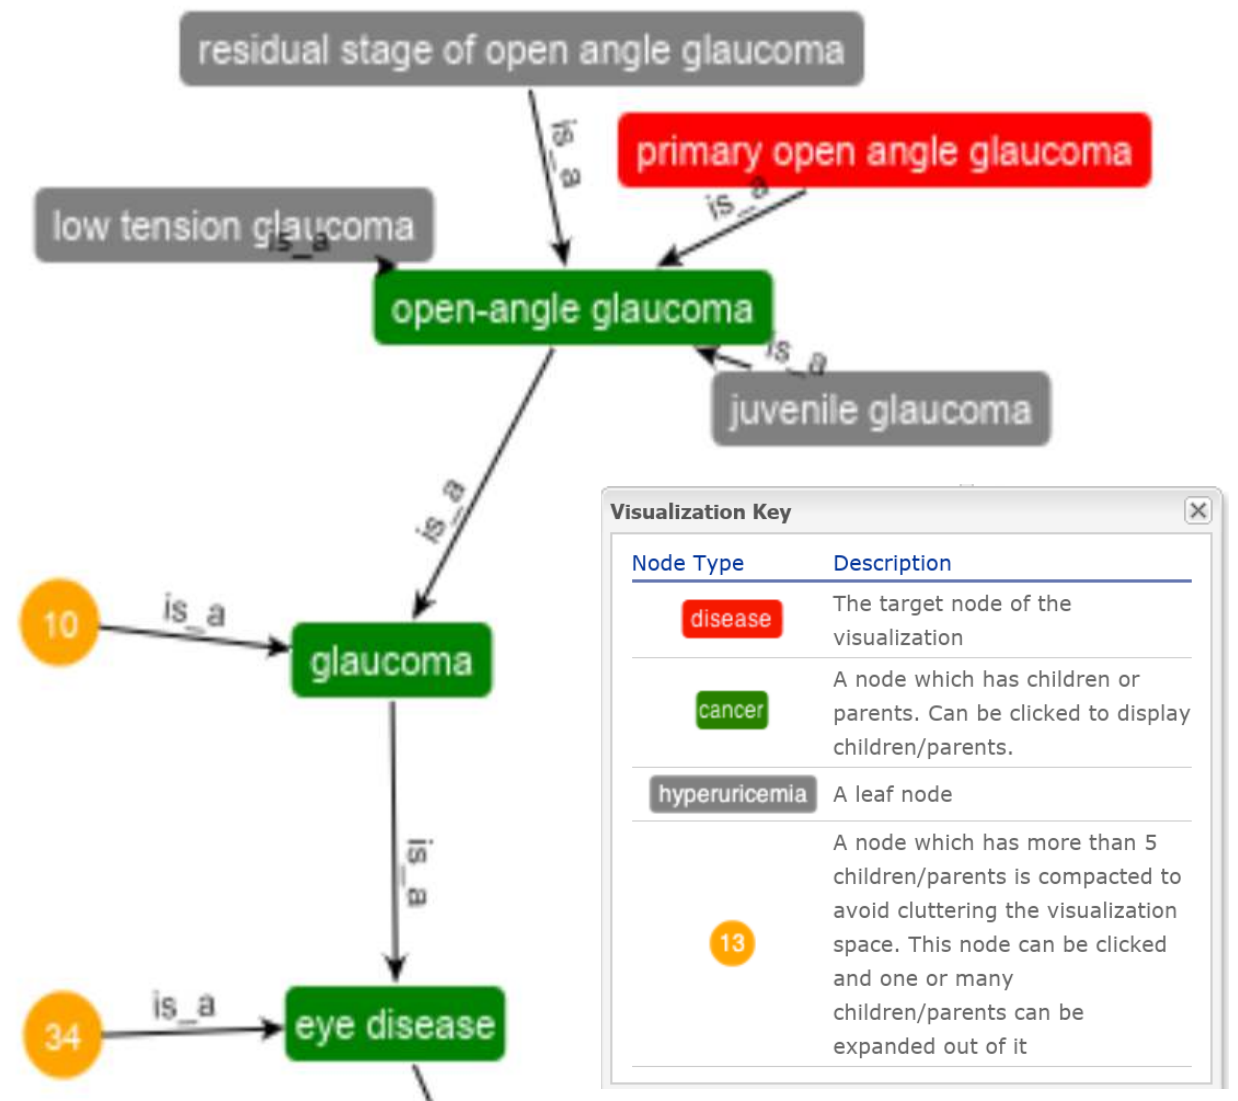 residual stage of open angle glaucoma
is_a
primary open angle glaucoma
is_a
low tension glaucoma
is_a
open-angle glaucoma
is_a
juvenile glaucoma
is_a
10
is_a
glaucoma
is_a
34
is_a
eye disease
Visualization Key
Node Type Description
disease
The target node of the
visualization
cancer
A node which has children or
parents. Can be clicked to display
children/parents.
hyperuricemia
A leaf node
13
A node which has more than 5
children/parents is compacted to
avoid cluttering the visualization
space. This node can be clicked
and one or many
children/parents can be
expanded out of it